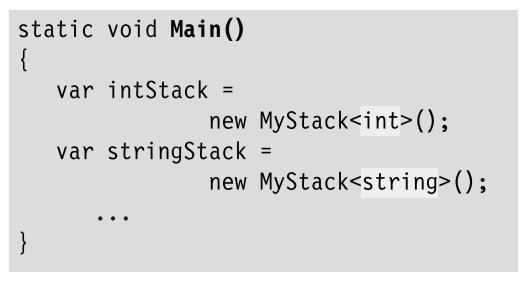 static void Main()
{
var intStack =
new MyStack<int>();
var stringStack =
new MyStack<string>();
...
}